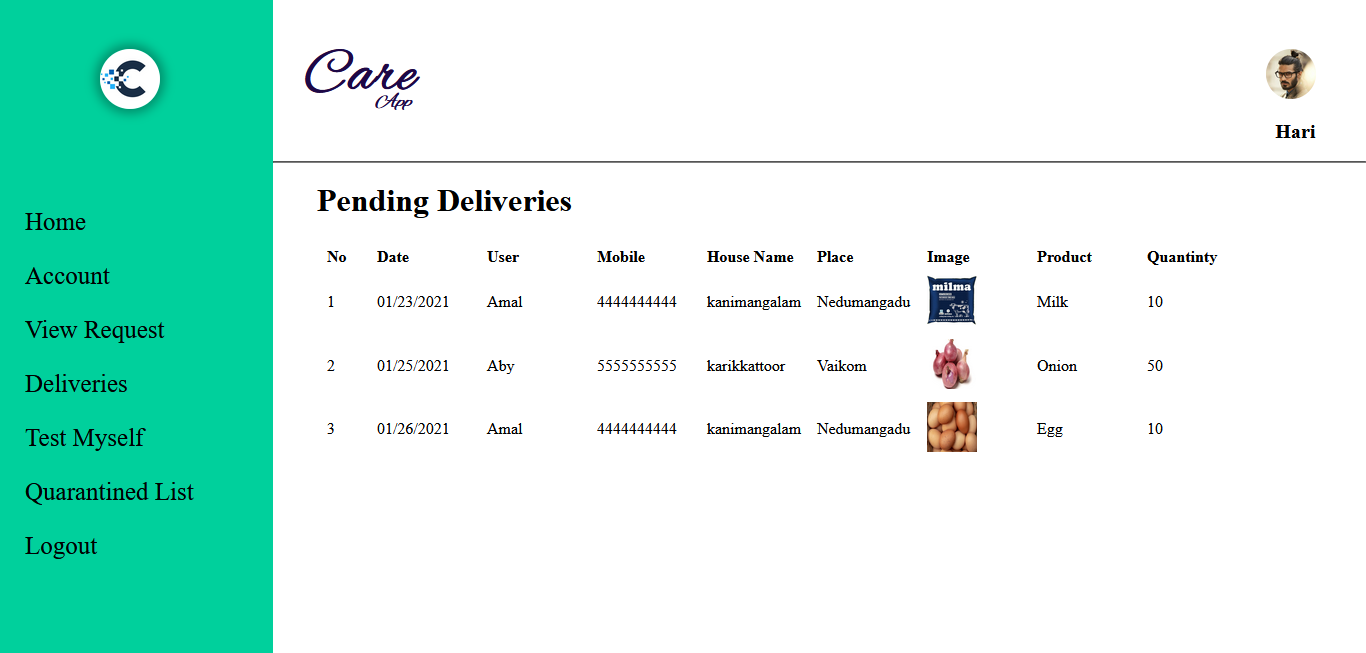 Care
App
Hari
Home
Account
View Request
Deliveries
Test Myself
Quarantined List
Logout
Pending Deliveries
No Date User Mobile House Name Place Image Product Quantinty
1 01/23/2021 Amal 4444444444 kanimangalam Nedumangadu milma Milk 10
2 01/25/2021 Aby 5555555555 karikkattoor Vaikom Onion 50
3 01/26/2021 Amal 4444444444 kanimangalam Nedumangadu Egg 10